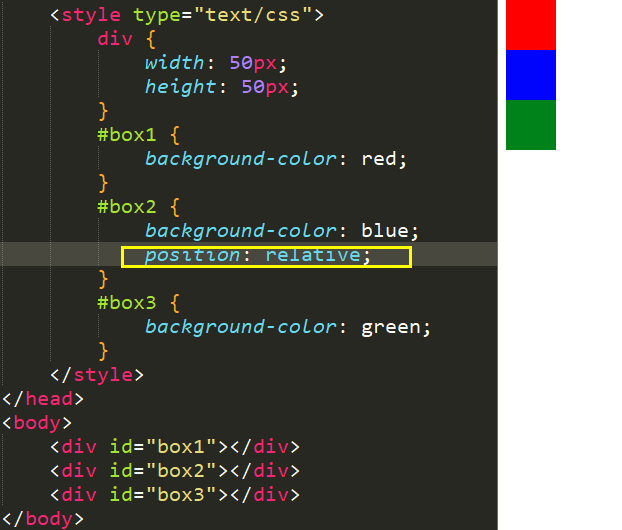 <style type="text/css">
div {
width: 50px;
height: 50px;
}
#box1 {
background-color: red;
}
#box2 {
background-color: blue;
position: relative;
}
#box3 {
background-color: green;
}
</style>
</head>
<body>
<div id="box1"></div>
<div id="box2"></div>
<div id="box3"></div>
</body>